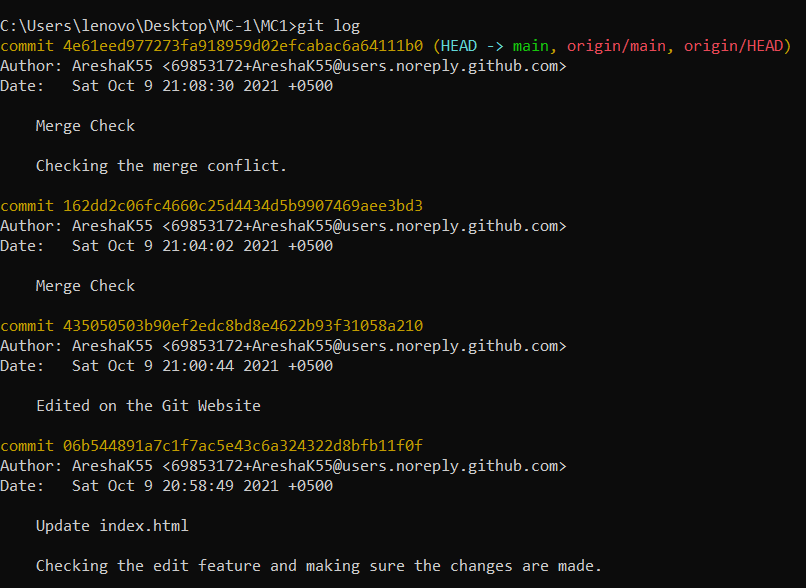 C:\Users\lenovo\Desktop\MC-1\MC1>git log
commit 4e61eed977273fa918959d02efcabac6a64111b0 (HEAD -> main, origin/main, origin/HEAD)
Author: AreshaK55 <69853172+AreshaK55@users.noreply.github.com>
Date:   Sat Oct 9 21:08:30 2021 +0500
Merge Check
Checking the merge conflict.
commit 162dd2c06fc4660c25d4434d5b9907469aee3bd3
Author: AreshaK55 <69853172+AreshaK55@users.noreply.github.com>
Date:   Sat Oct 9 21:04:02 2021 +0500
Merge Check
commit 435050503b90ef2edc8bd8e4622b93f31058a210
Author: AreshaK55 <69853172+AreshaK55@users.noreply.github.com>
Date:   Sat Oct 9 21:00:44 2021 +0500
Edited on the Git Website
commit 06b544891a7c1f7ac5e43c6a324322d8bfb11f0f
Author: AreshaK55 <69853172+AreshaK55@users.noreply.github.com>
Date:   Sat Oct 9 20:58:49 2021 +0500
Update index.html
Checking the edit feature and making sure the changes are made.